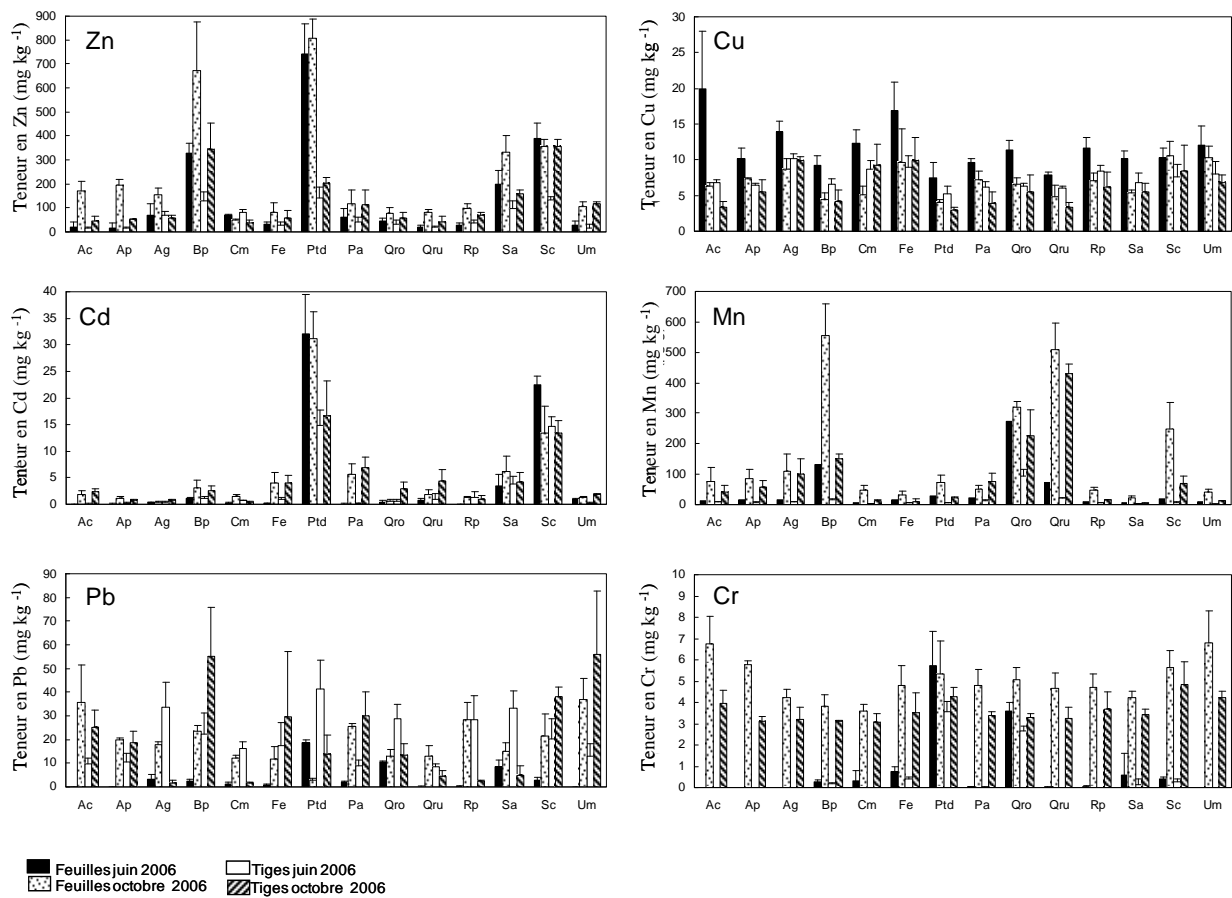 Zn
Teneur en Zn (mg kg -1)
900
800
700
600
500
400
300
200
100
0
Ac Ap Ag Bp Cm Fe Ptd Pa Qro Qru Rp Sa Sc Um
Cu
Teneur en Cu (mg kg -1)
30
25
20
15
10
5
0
Ac Ap Ag Bp Cm Fe Ptd Pa Qro Qru Rp Sa Sc Um
Cd
Teneur en Cd (mg kg -1)
40
35
30
25
20
15
10
5
0
Ac Ap Ag Bp Cm Fe Ptd Pa Qro Qru Rp Sa Sc Um
Mn
Teneur en Mn (mg kg -1)
700
600
500
400
300
200
100
0
Ac Ap Ag Bp Cm Fe Ptd Pa Qro Qru Rp Sa Sc Um
Pb
Teneur en Pb (mg kg -1)
90
80
70
60
50
40
30
20
10
0
Ac Ap Ag Bp Cm Fe Ptd Pa Qro Qru Rp Sa Sc Um
Cr
Teneur en Cr (mg kg -1)
10
9
8
7
6
5
4
3
2
1
0
Ac Ap Ag Bp Cm Fe Ptd Pa Qro Qru Rp Sa Sc Um
Feuilles juin 2006 Tiges juin 2006
Feuilles octobre 2006 Tiges octobre 2006